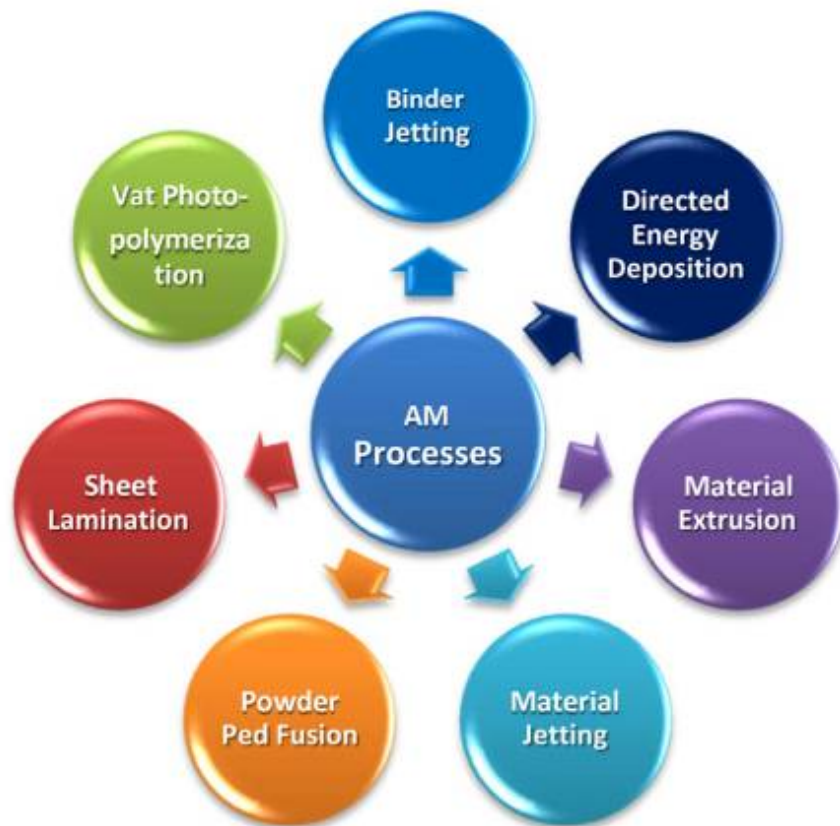 Binder
Jetting
Directed
Energy
Deposition
Material
Extrusion
Material
Jetting
Powder
Ped Fusion
Sheet
Lamination
Vat Photo-
polymeriza
tion
AM
Processes